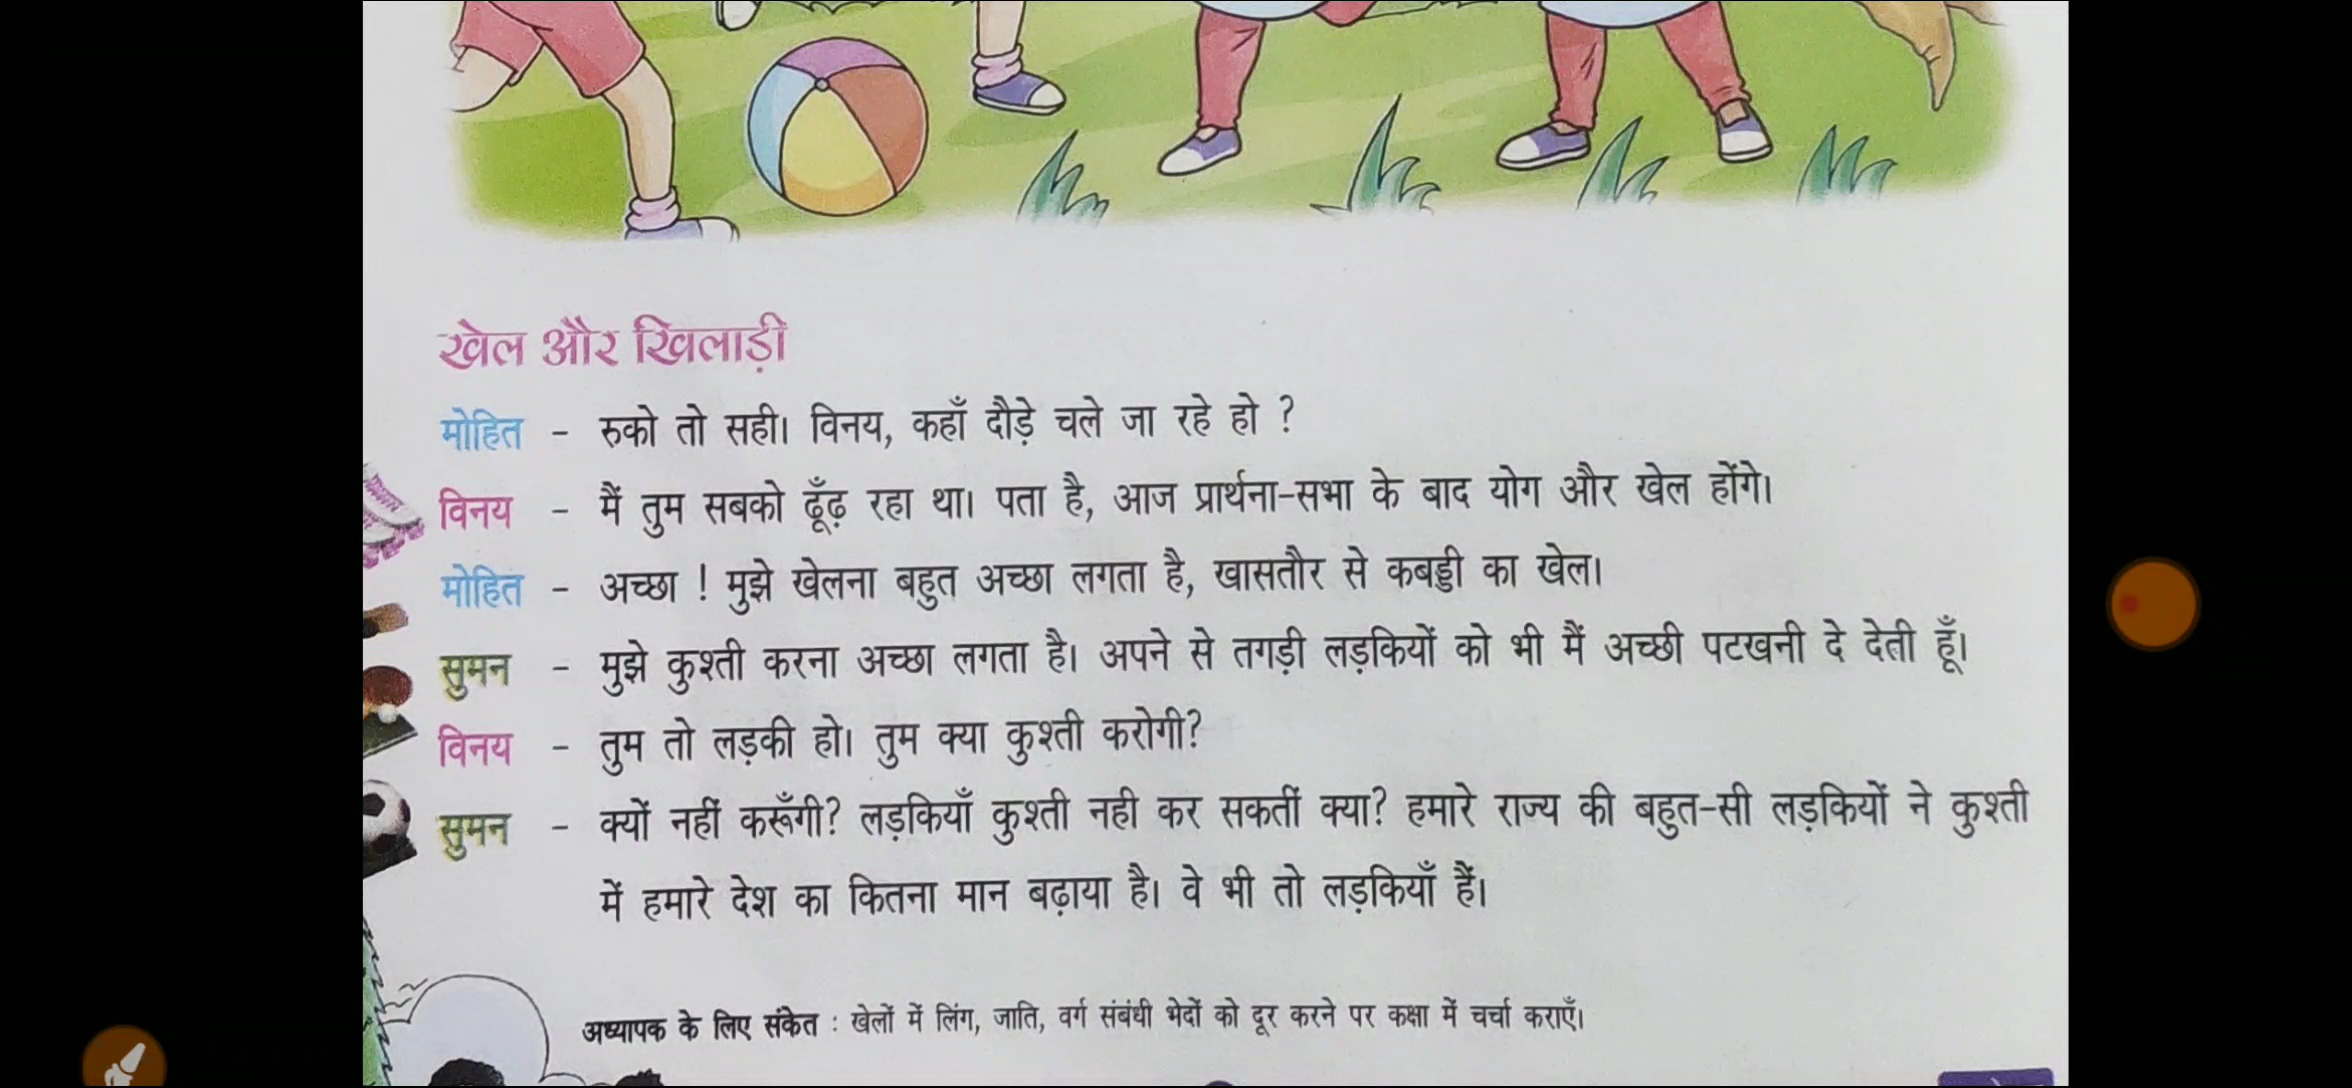 खेल और खिलाड़ी
मोहित - रुको तो सही। विनय, कहाँ दौड़े चले जा रहे हो ?
विनय - मैं तुम सबको ढूँढ़ रहा था। पता है, आज प्रार्थना-सभा के बाद योग और खेल होंगे।
मोहित - अच्छा ! मुझे खेलना बहुत अच्छा लगता है, खासतौर से कबड्डी का खेल।
सुमन - मुझे कुश्ती करना अच्छा लगता है। अपने से तगड़ी लड़कियों को भी मैं अच्छी पटखनी दे देती हूँ।
विनय - तुम तो लड़की हो। तुम क्या कुश्ती करोगी?
सुमन - क्यों नहीं करूँगी? लड़कियाँ कुश्ती नही कर सकतीं क्या? हमारे राज्य की बहुत-सी लड़कियों ने कुश्ती
में हमारे देश का कितना मान बढ़ाया है। वे भी तो लड़कियाँ हैं।
अध्यापक के लिए संकेत : खेलों में लिंग, जाति, वर्ग संबंधी भेदों को दूर करने पर कक्षा में चर्चा कराएँ।